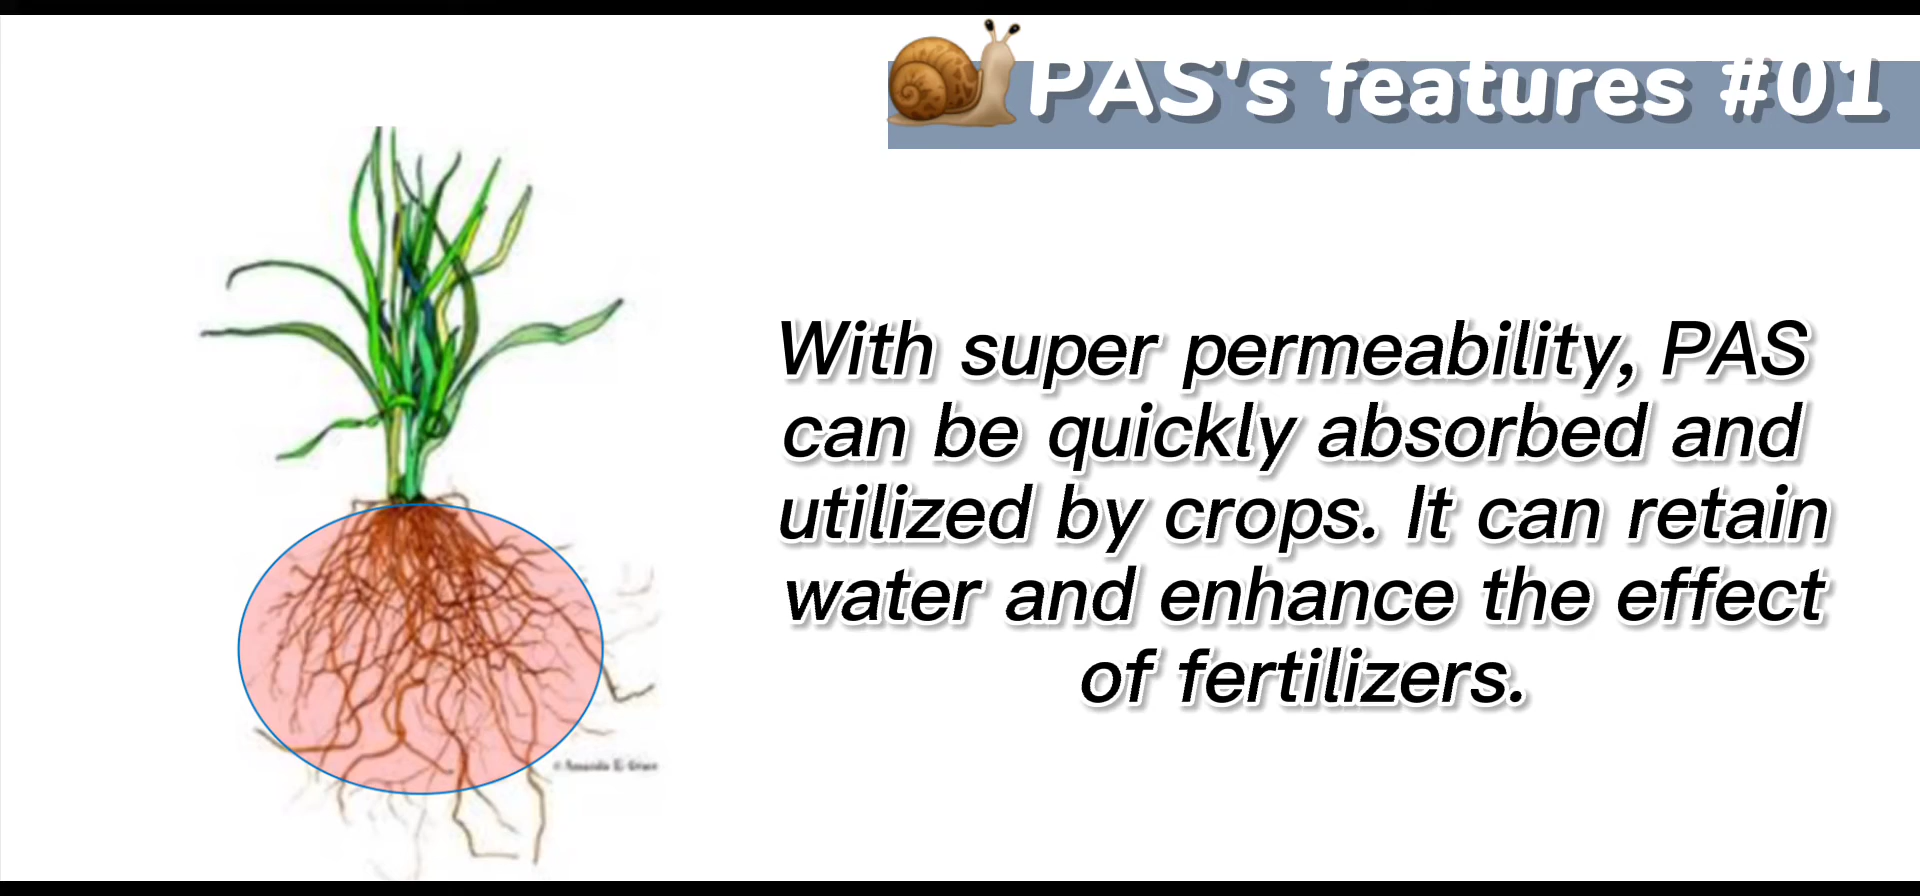 PAS's features #01
With super permeability, PAS
can be quickly absorbed and
utilized by crops. It can retain
water and enhance the effect
of fertilizers.